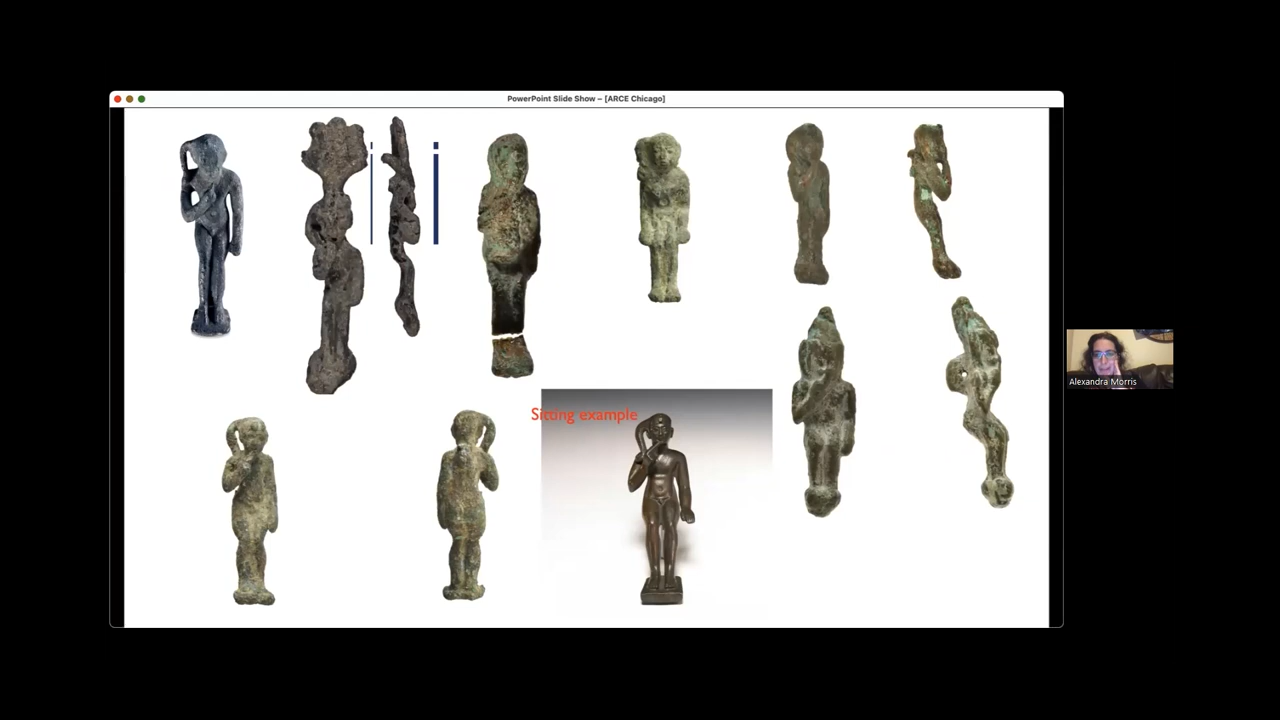 PowerPoint Slide Show – [ARCE Chicago]
Sitting example
Alexandra Morris